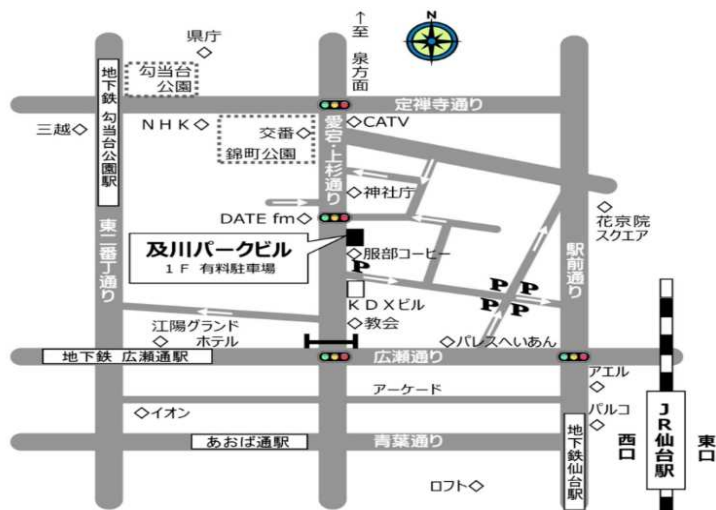 N
↑至 泉方面
県庁
地下鉄 勾当台公園駅
勾当台
公園
定禅寺通り
三越
NHK
交番
錦町公園
CATV
愛宕・上杉通り
神社庁
DATE fm
花京院
スクエア
及川パークビル
1F 有料駐車場
服部コーヒー
東二番丁通り
駅前通り
P
P P
P P
KDXビル
教会
江陽グランド
ホテル
パレスへいあん
地下鉄 広瀬通駅
広瀬通り
アエル
アーケード
パルコ
イオン
JR仙台駅
西口
東口
あおば通駅
青葉通り
地下鉄仙台駅
ロフト